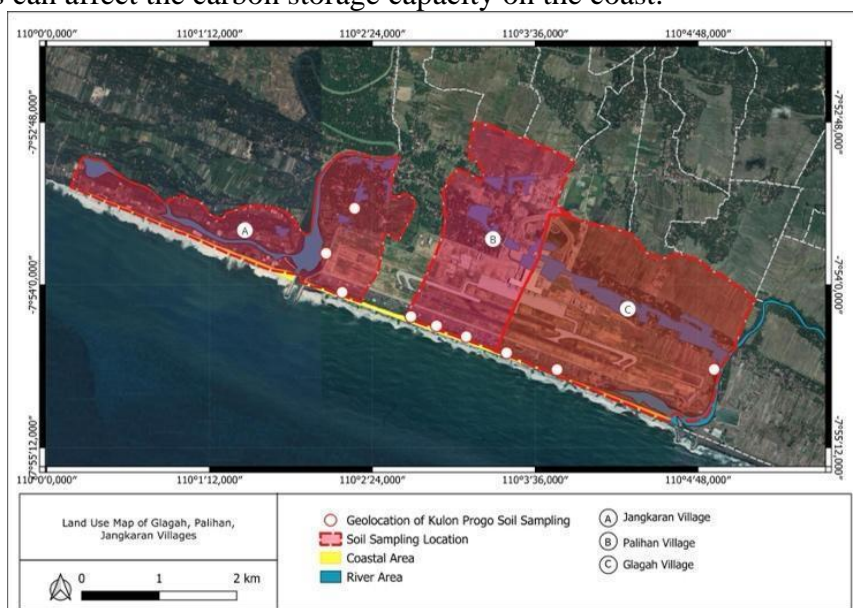 s can affect the carbon storage capacity on the coast.
110°0'0,000" 110°1'12,000" 110°2'24,000" 110°3'36,000" 110°4'48,000"
-7°52'48,000" -7°52'48,000"
A
B
-7°54'0,000" -7°54'0,000"
C
-7°55'12,000" -7°55'12,000"
110°0'0,000" 110°1'12,000" 110°2'24,000" 110°3'36,000" 110°4'48,000"
Land Use Map of Glagah, Palihan,
Jangkaran Villages
0 1 2 km
Geolocation of Kulon Progo Soil Sampling
Soil Sampling Location
Coastal Area
River Area
A Jangkaran Village
B Palihan Village
C Glagah Village